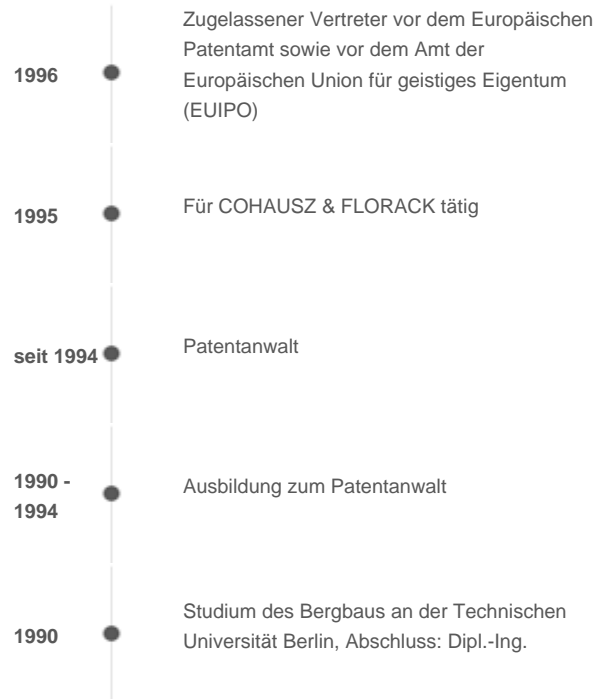 Zugelassener Vertreter vor dem Europäischen
Patentamt sowie vor dem Amt der
1996
Europäischen Union für geistiges Eigentum
(EUIPO)
1995
Für COHAUSZ & FLORACK tätig
seit 1994
Patentanwalt
1990 -
1994
Ausbildung zum Patentanwalt
1990
Studium des Bergbaus an der Technischen
Universität Berlin, Abschluss: Dipl.-Ing.